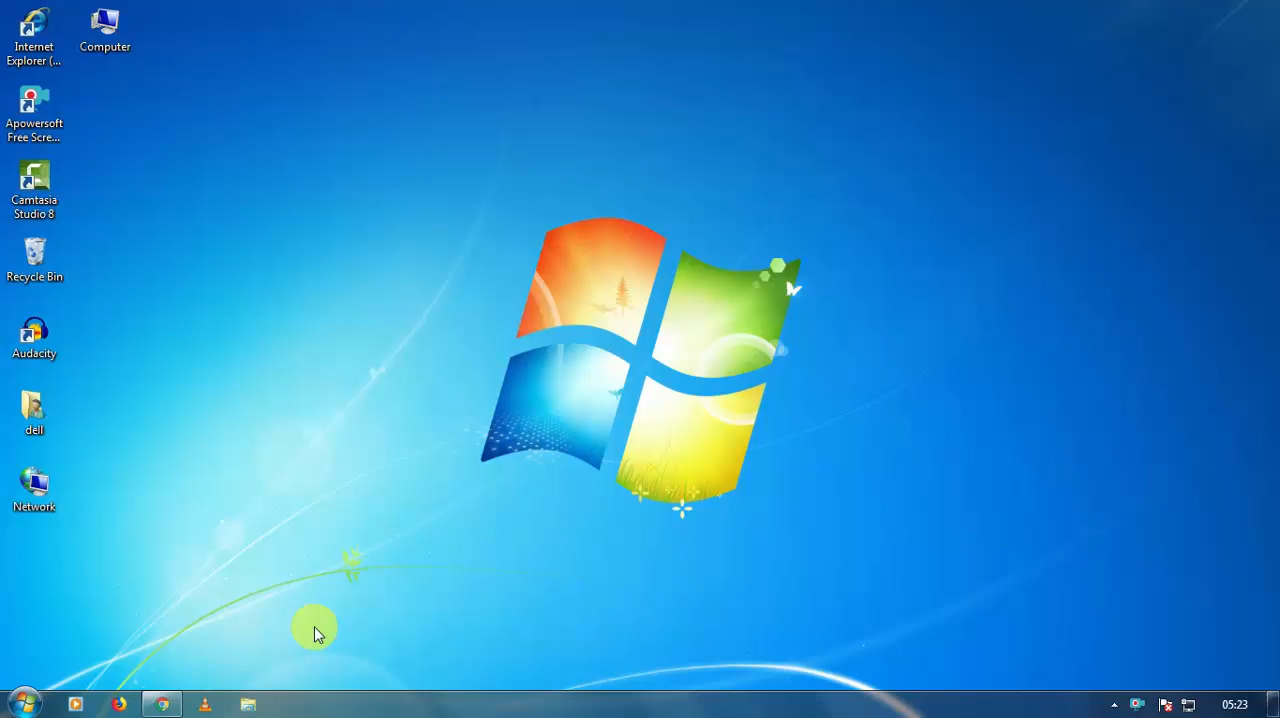 Internet
Explorer (...
Computer
Apowersoft
Free Scre...
Camtasia
Studio 8
Recycle Bin
Audacity
dell
Network
05:23